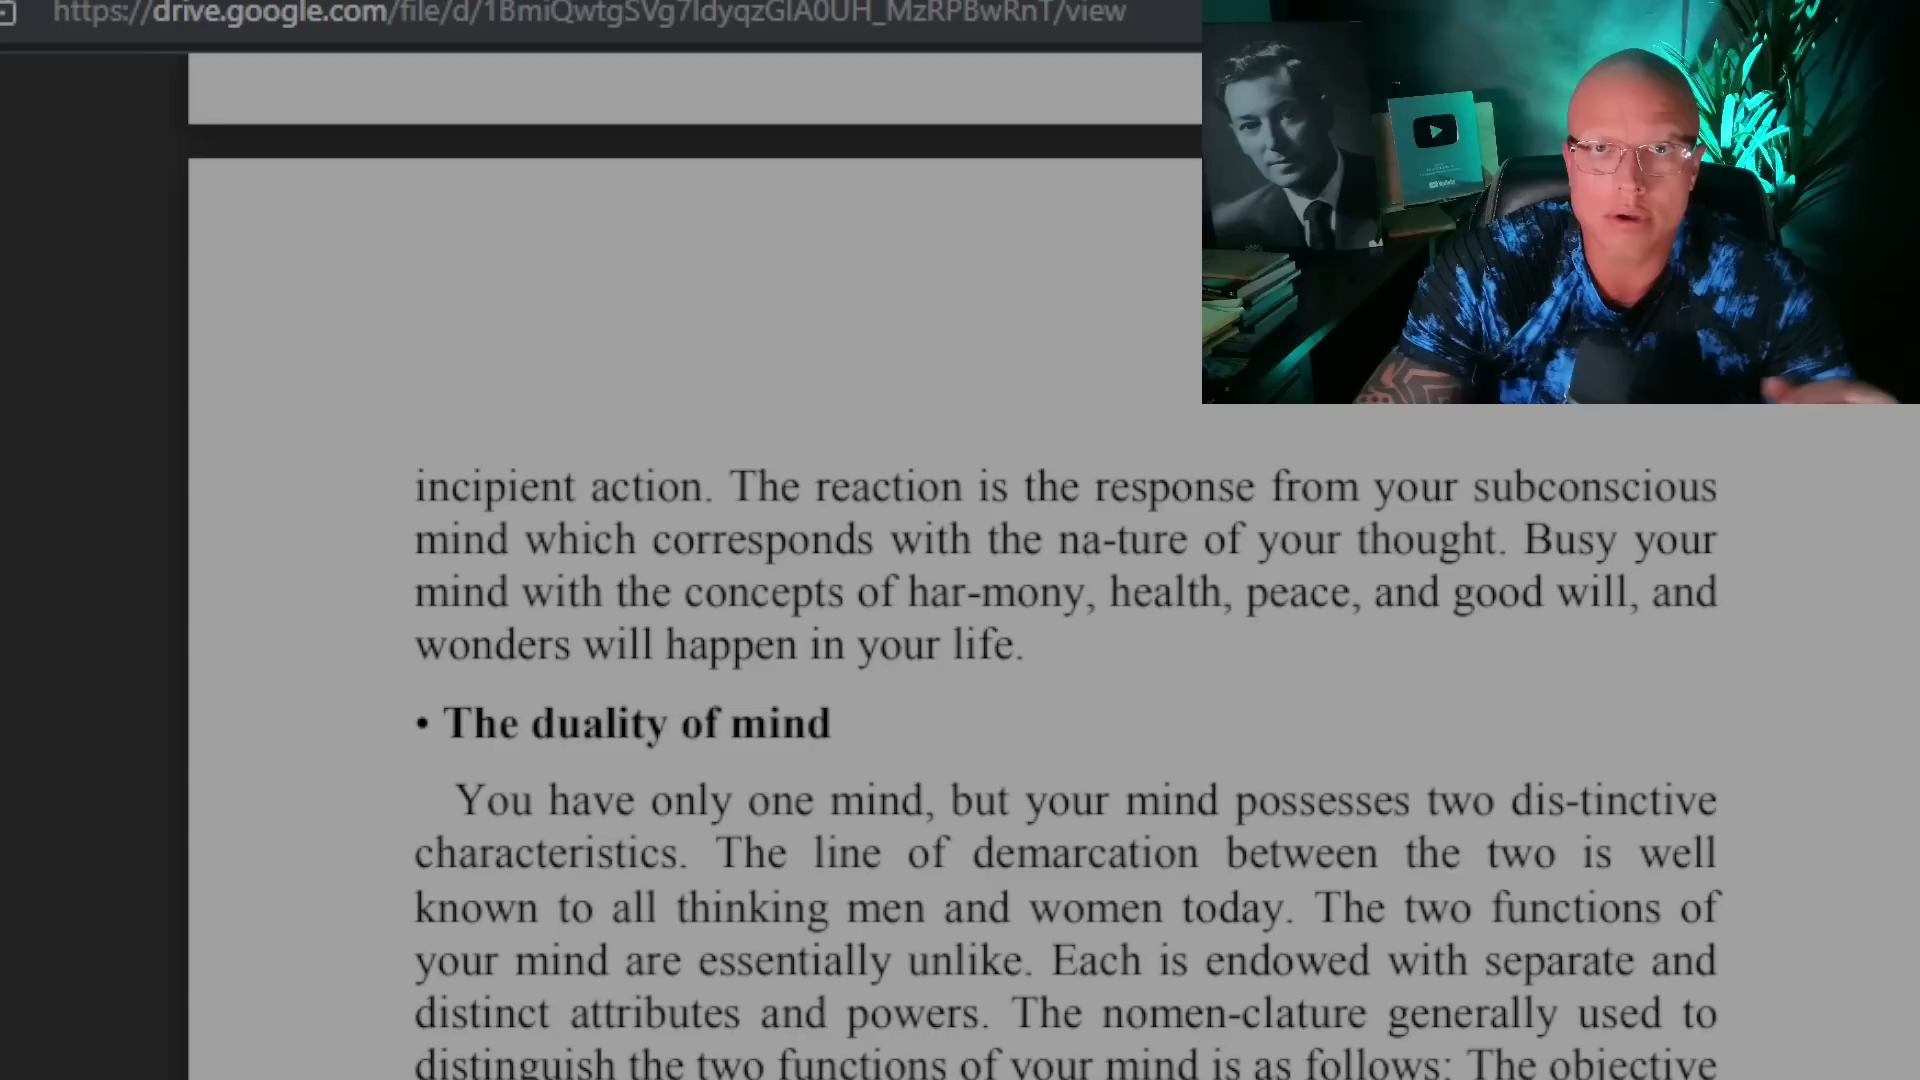 https://drive.google.com/file/d/1BmiQwtgSVg7ldyqzGlA0UH_MzRPBwRnT/view
incipient action. The reaction is the response from your subconscious
mind which corresponds with the na-ture of your thought. Busy your
mind with the concepts of har-mony, health, peace, and good will, and
wonders will happen in your life.
• The duality of mind
You have only one mind, but your mind possesses two dis-tinctive
characteristics. The line of demarcation between the two is well
known to all thinking men and women today. The two functions of
your mind are essentially unlike. Each is endowed with separate and
distinct attributes and powers. The nomen-clature generally used to
distinguish the two functions of your mind is as follows: The objective